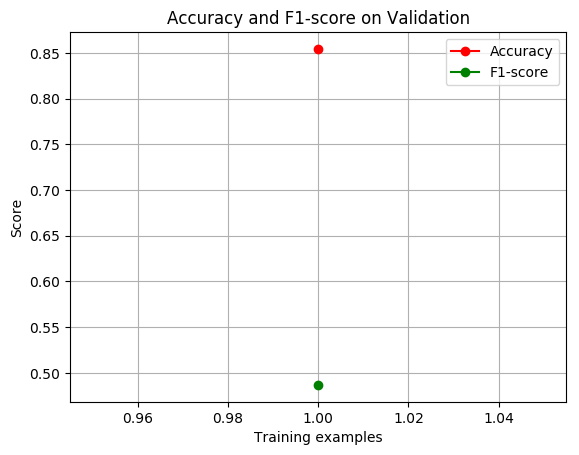 Accuracy and F1-score on Validation
Accuracy
F1-score
Score
0.85
0.80
0.75
0.70
0.65
0.60
0.55
0.50
0.96 0.98 1.00 1.02 1.04
Training examples